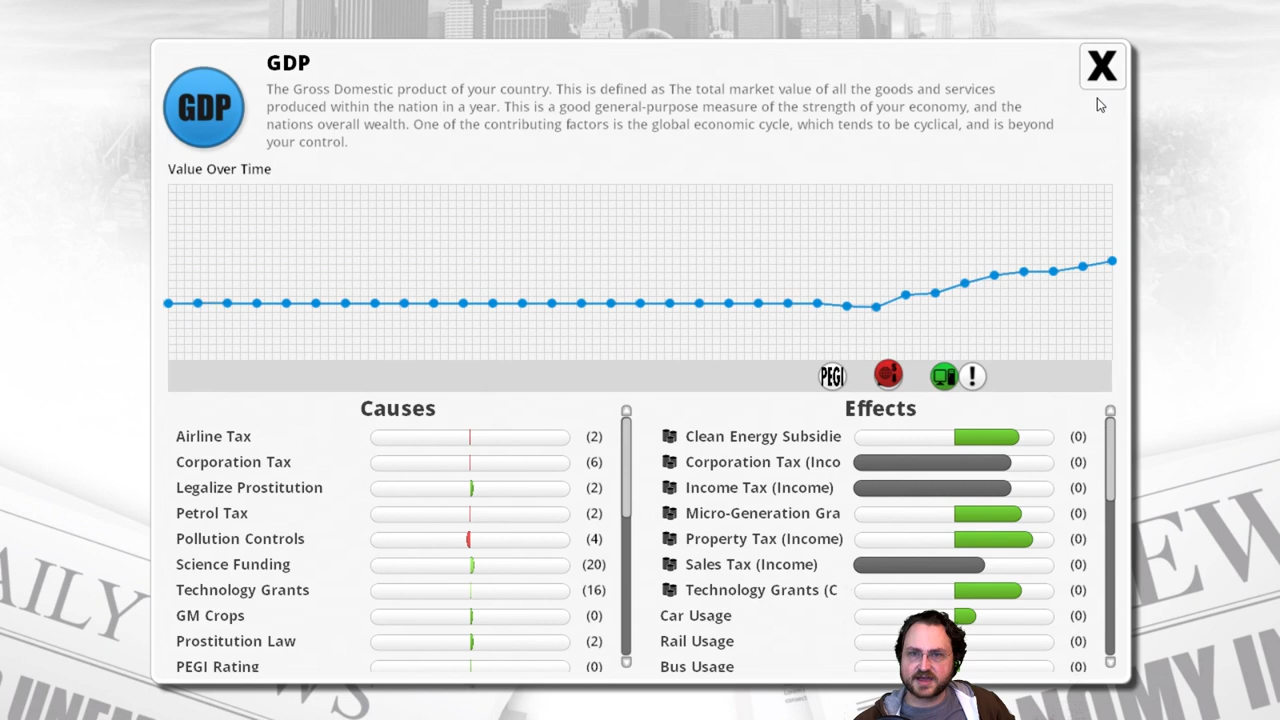 GDP
GDP
The Gross Domestic product of your country. This is defined as The total market value of all the goods and services
produced within the nation in a year. This is a good general-purpose measure of the strength of your economy, and the
nations overall wealth. One of the contributing factors is the global economic cycle, which tends to be cyclical, and is beyond
your control.
X
Value Over Time
PEGI
!
Causes
Airline Tax (2)
Corporation Tax (6)
Legalize Prostitution (2)
Petrol Tax (2)
Pollution Controls (4)
Science Funding (20)
Technology Grants (16)
GM Crops (0)
Prostitution Law (2)
PEGI Rating (0)
Effects
Clean Energy Subsidie (0)
Corporation Tax (Inco (0)
Income Tax (Income) (0)
Micro-Generation Gra (0)
Property Tax (Income) (0)
Sales Tax (Income) (0)
Technology Grants (C (0)
Car Usage (0)
Rail Usage (0)
Bus Usage (0)